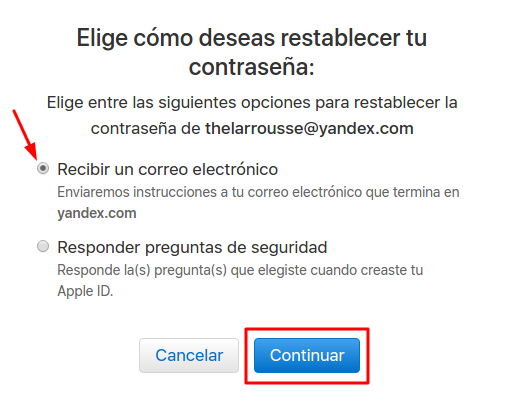 Elige cómo deseas restablecer tu
contraseña:
Elige entre las siguientes opciones para restablecer la
contraseña de thelarrousse@yandex.com
Recibir un correo electrónico
Enviaremos instrucciones a tu correo electrónico que termina en
yandex.com
Responder preguntas de seguridad
Responde la(s) pregunta(s) que elegiste cuando creaste tu
Apple ID.
Cancelar
Continuar